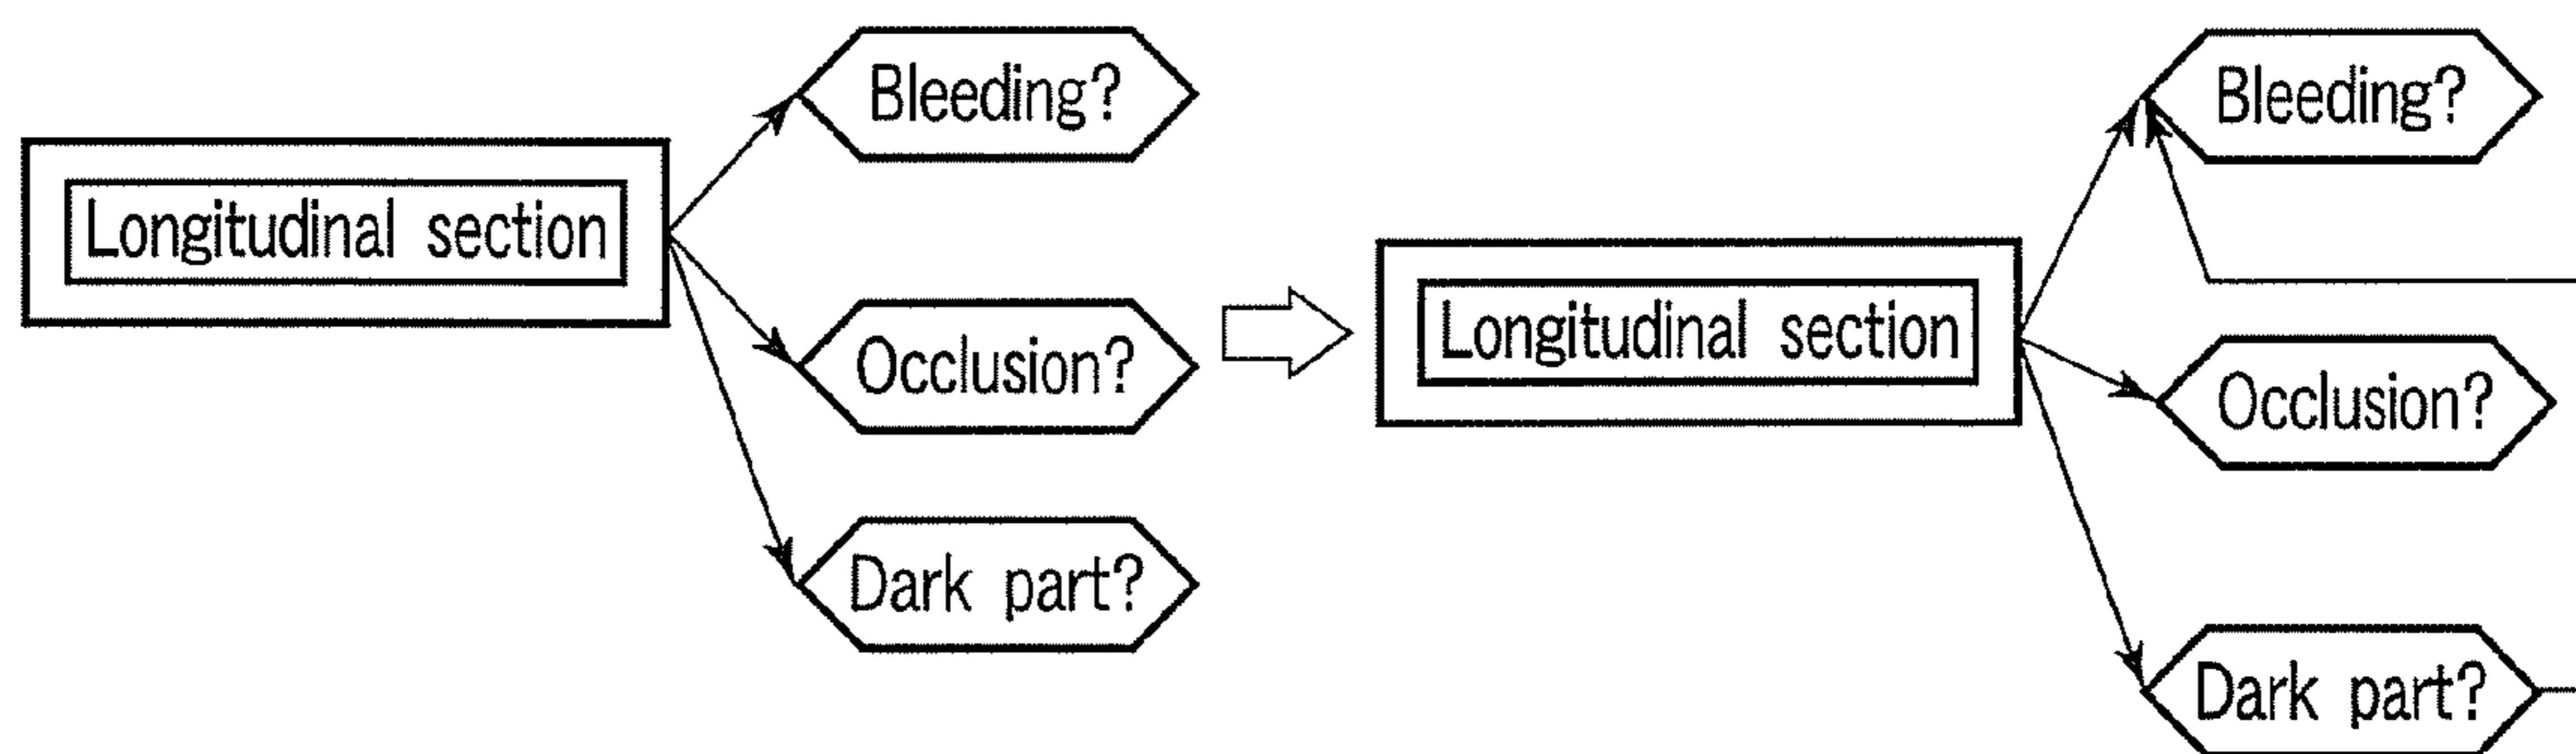 Bleeding?
Longitudinal section
Occlusion?
Dark part?
Bleeding?
Longitudinal section
Occlusion?
Dark part?